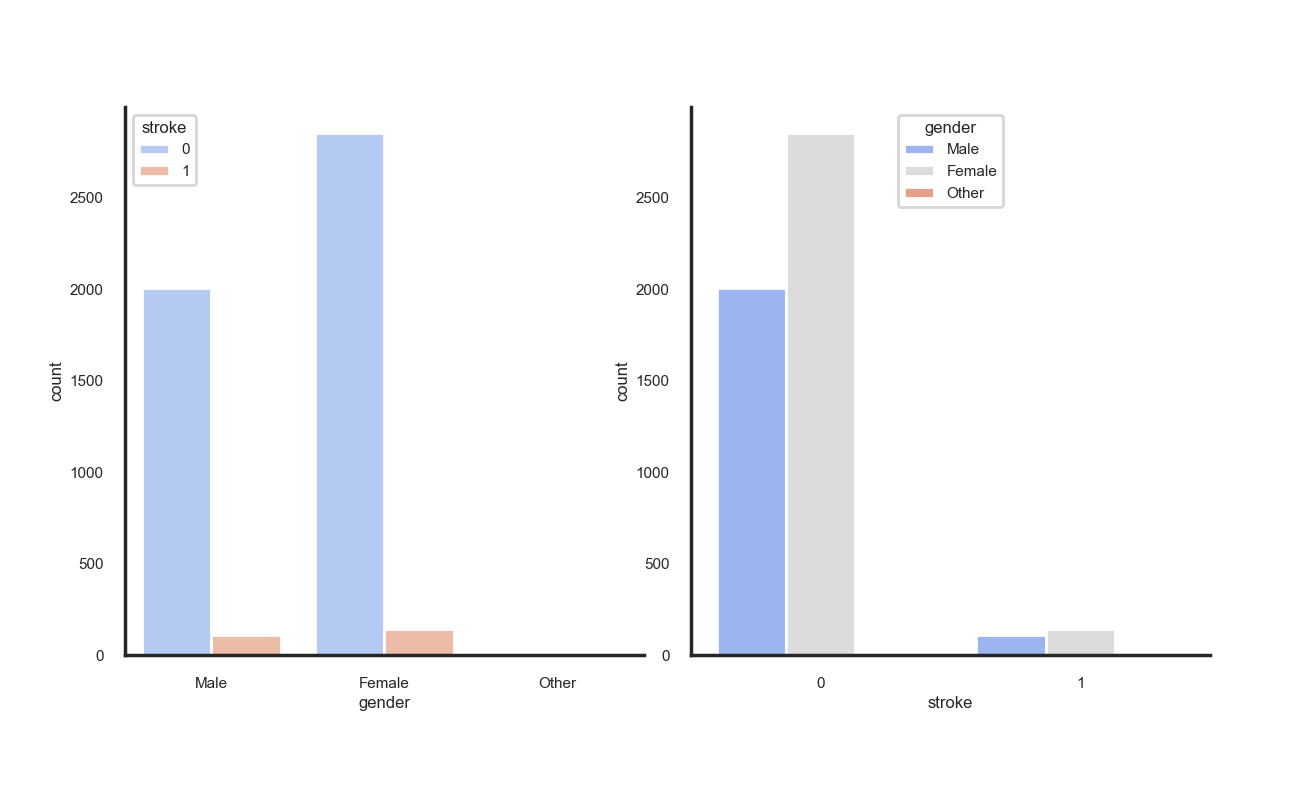 stroke
0
1
2500
2000
1500
1000
500
0
count
Male
Female
Other
gender
gender
Male
Female
Other
2500
2000
1500
1000
500
0
count
0
1
stroke